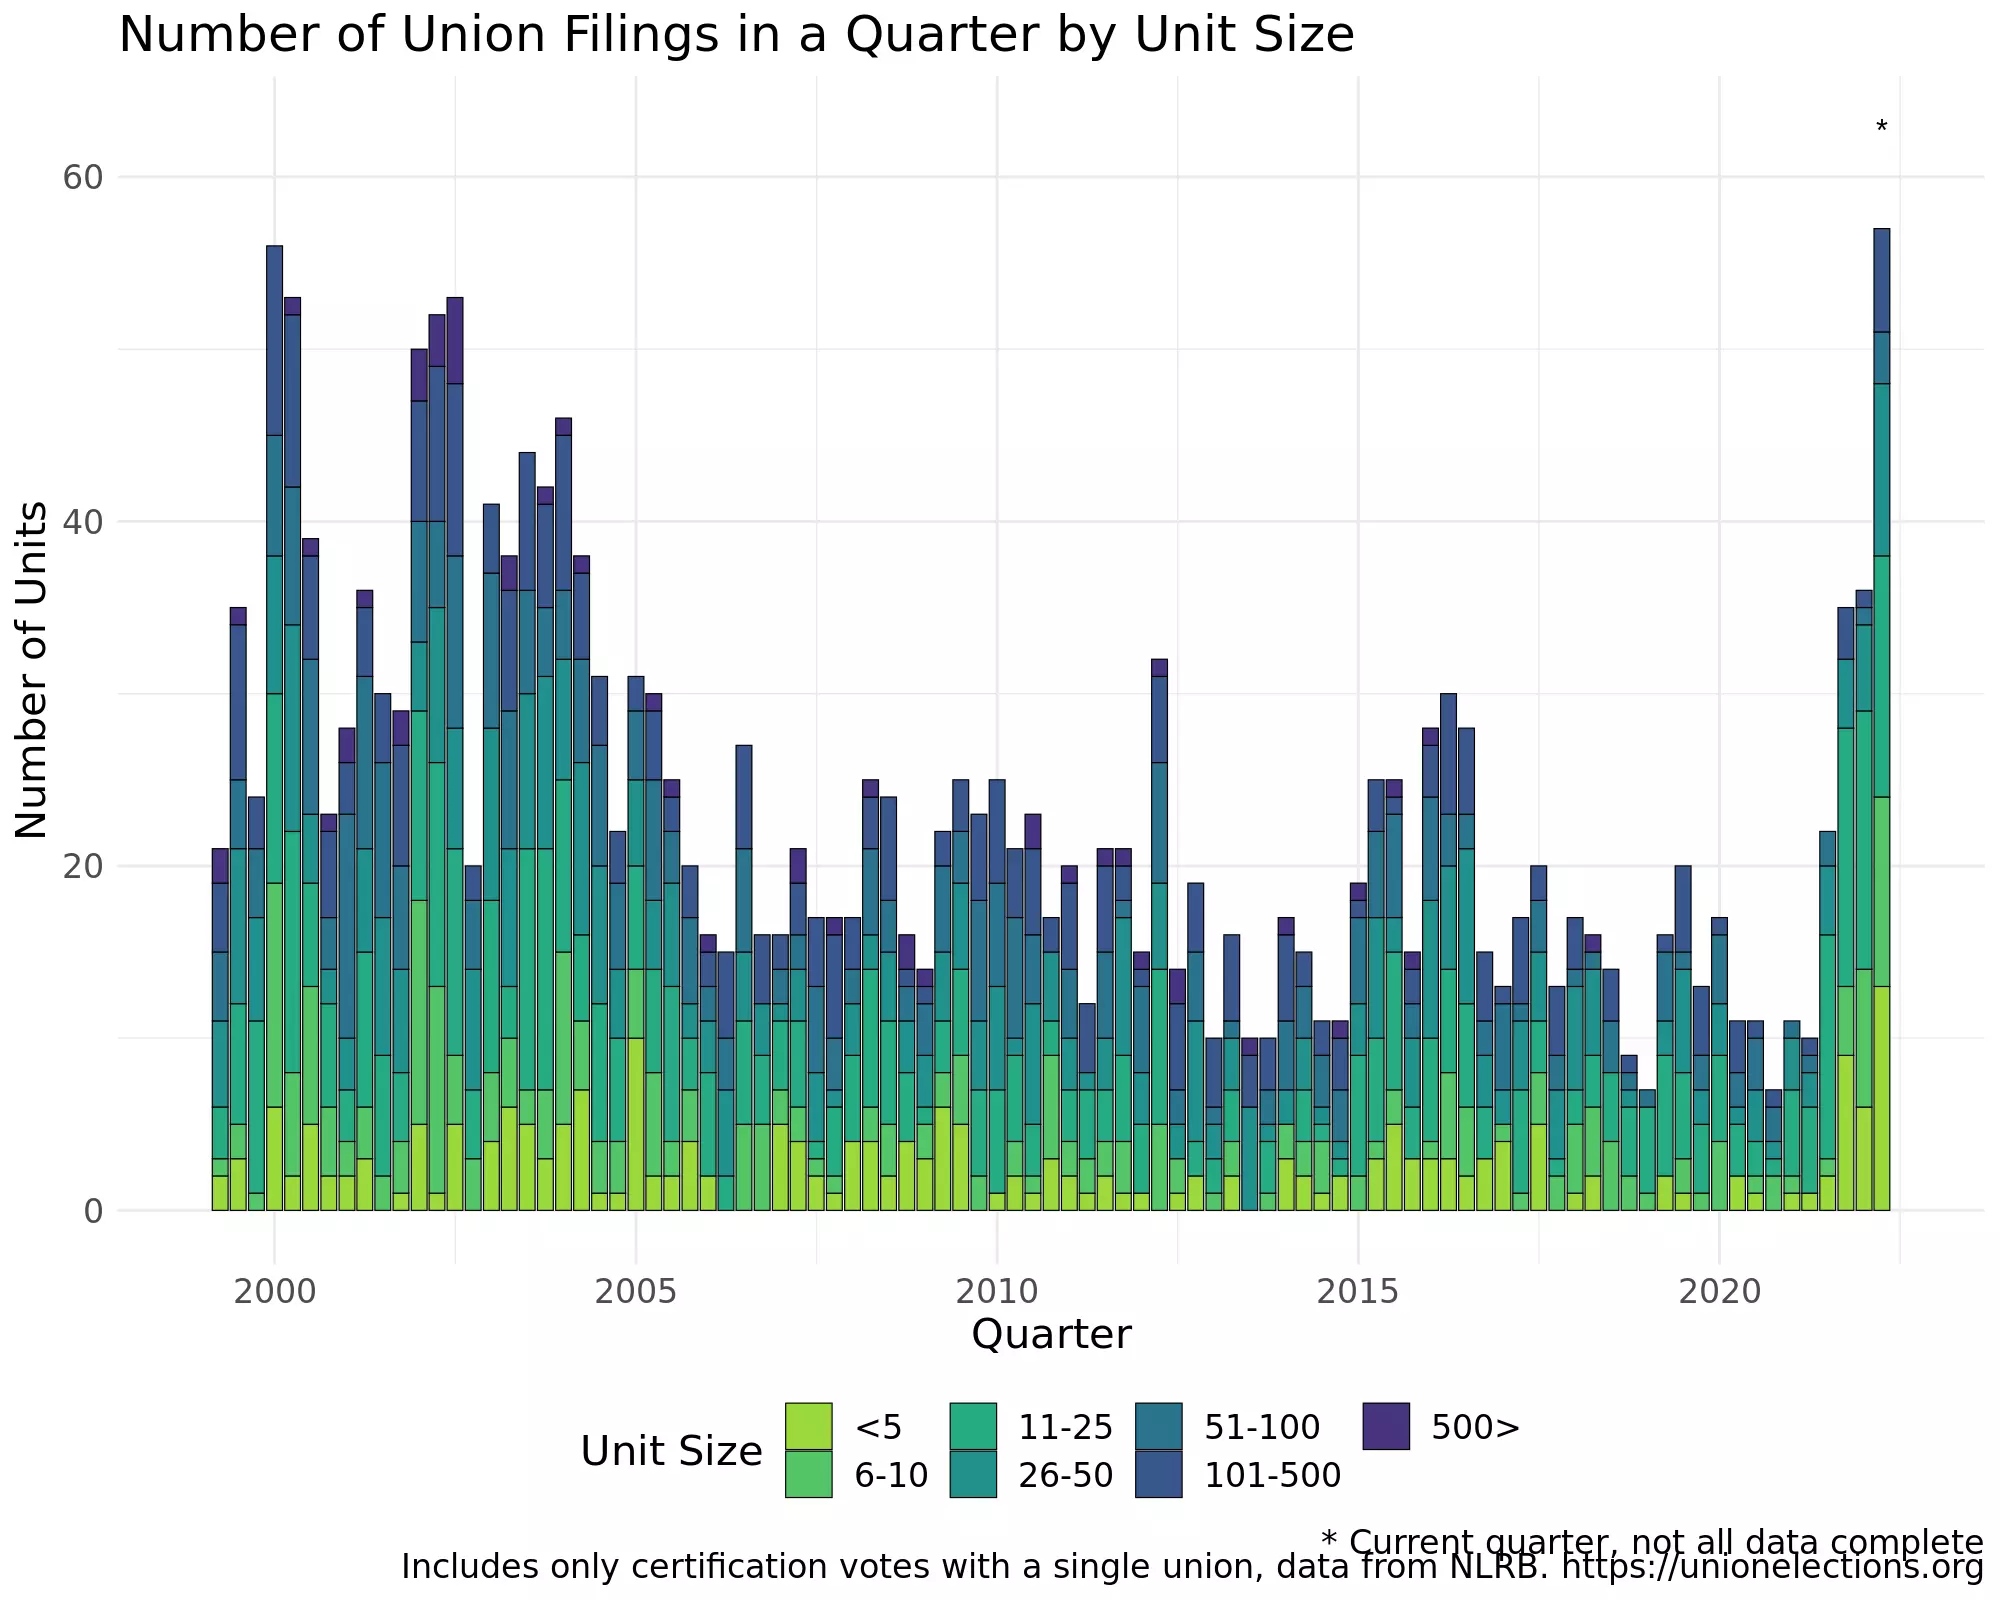 Number of Union Filings in a Quarter by Unit Size
*
60
40
20
0
Number of Units
2000 2005 2010 2015 2020
Quarter
Unit Size
<5 11-25 51-100 500>
6-10 26-50 101-500
* Current quarter, not all data complete
Includes only certification votes with a single union, data from NLRB. https://unionelections.org